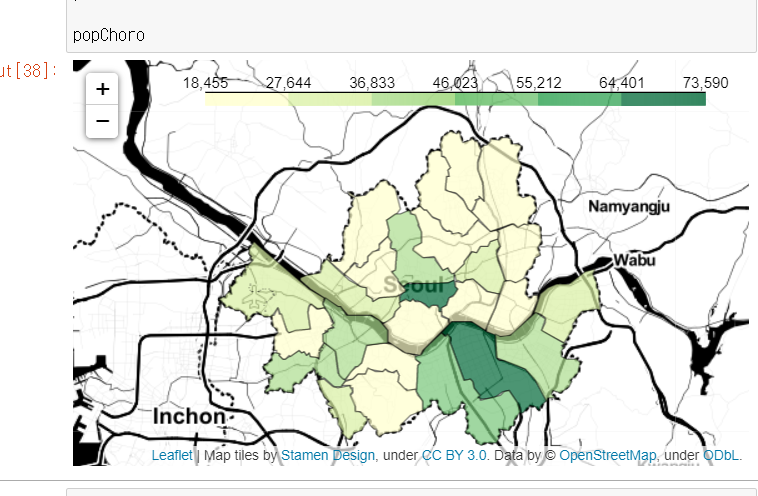 popChoro
ut[38]:
+
−
18,455 27,644 36,833 46,023 55,212 64,401 73,590
Namyangju
Wabu
Seoul
Inchon
Leaflet | Map tiles by Stamen Design, under CC BY 3.0. Data by © OpenStreetMap, under ODbL.
Kwangju